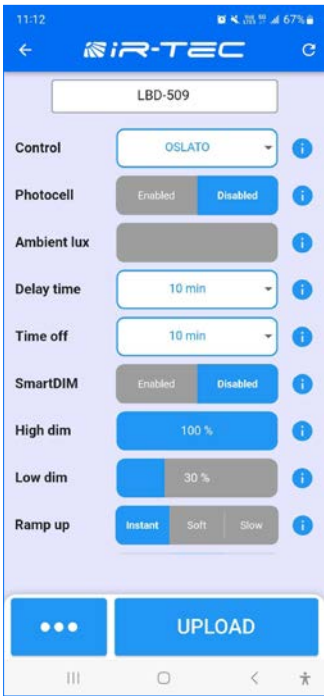 11:12 67%
iR-TEC
LBD-509
Control OSLATO
Photocell Enabled Disabled
Ambient lux
Delay time 10 min
Time off 10 min
SmartDIM Enabled Disabled
High dim 100 %
Low dim 30 %
Ramp up Instant Soft Slow
UPLOAD